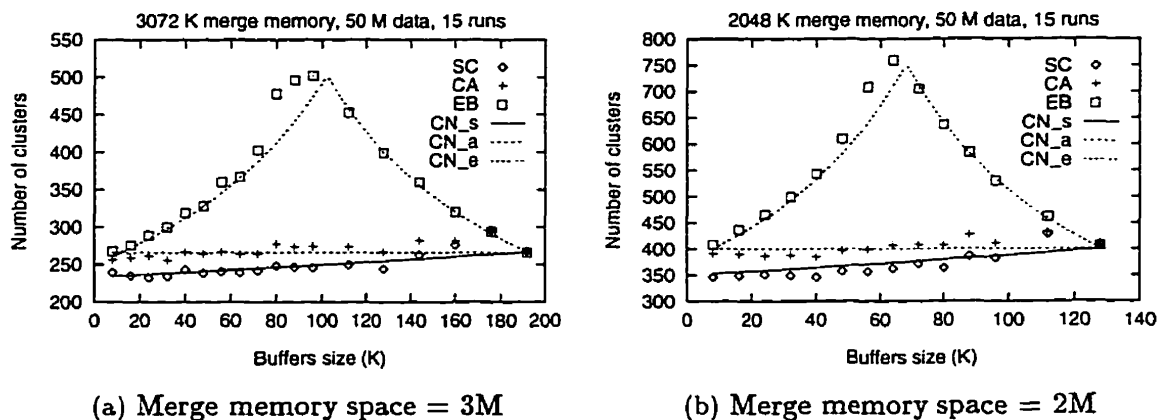 3072 K merge memory, 50 M data, 15 runs
550
500
450
400
350
300
250
200
Number of clusters
SC
CA
EB
CN_s
CN_a
CN_e
0 20 40 60 80 100 120 140 160 180 200
Buffers size (K)
(a) Merge memory space = 3M
2048 K merge memory, 50 M data, 15 runs
800
750
700
650
600
550
500
450
400
350
300
Number of clusters
SC
CA
EB
CN_s
CN_a
CN_e
0 20 40 60 80 100 120 140
Buffers size (K)
(b) Merge memory space = 2M